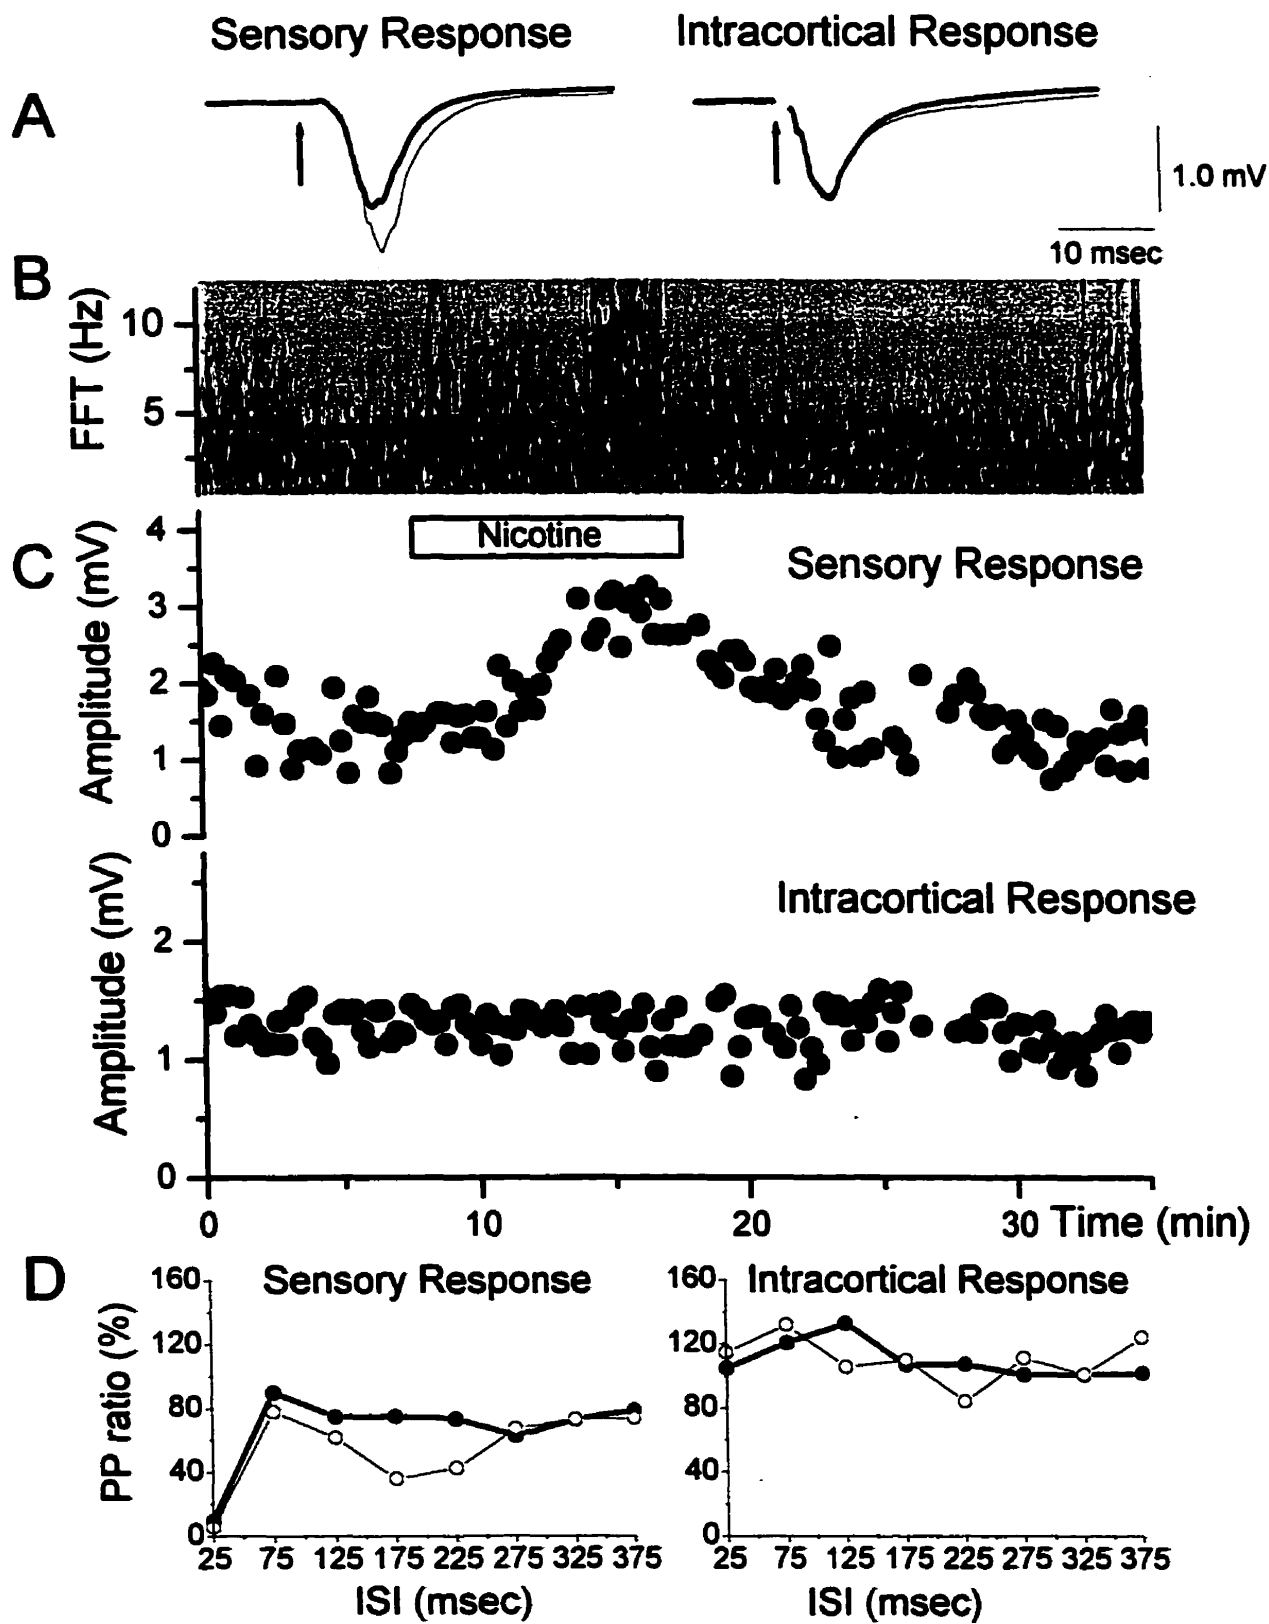 Sensory Response Intracortical Response
A
1.0 mV
10 msec
B
FFT (Hz)
10
5
C
Amplitude (mV)
4
3
2
1
0
Nicotine
Sensory Response
Amplitude (mV)
2
1
0
Intracortical Response
0 10 20 30 Time (min)
D
Sensory Response
PP ratio (%)
160
120
80
40
0
25 75 125 175 225 275 325 375
ISI (msec)
Intracortical Response
160
120
80
40
0
25 75 125 175 225 275 325 375
ISI (msec)